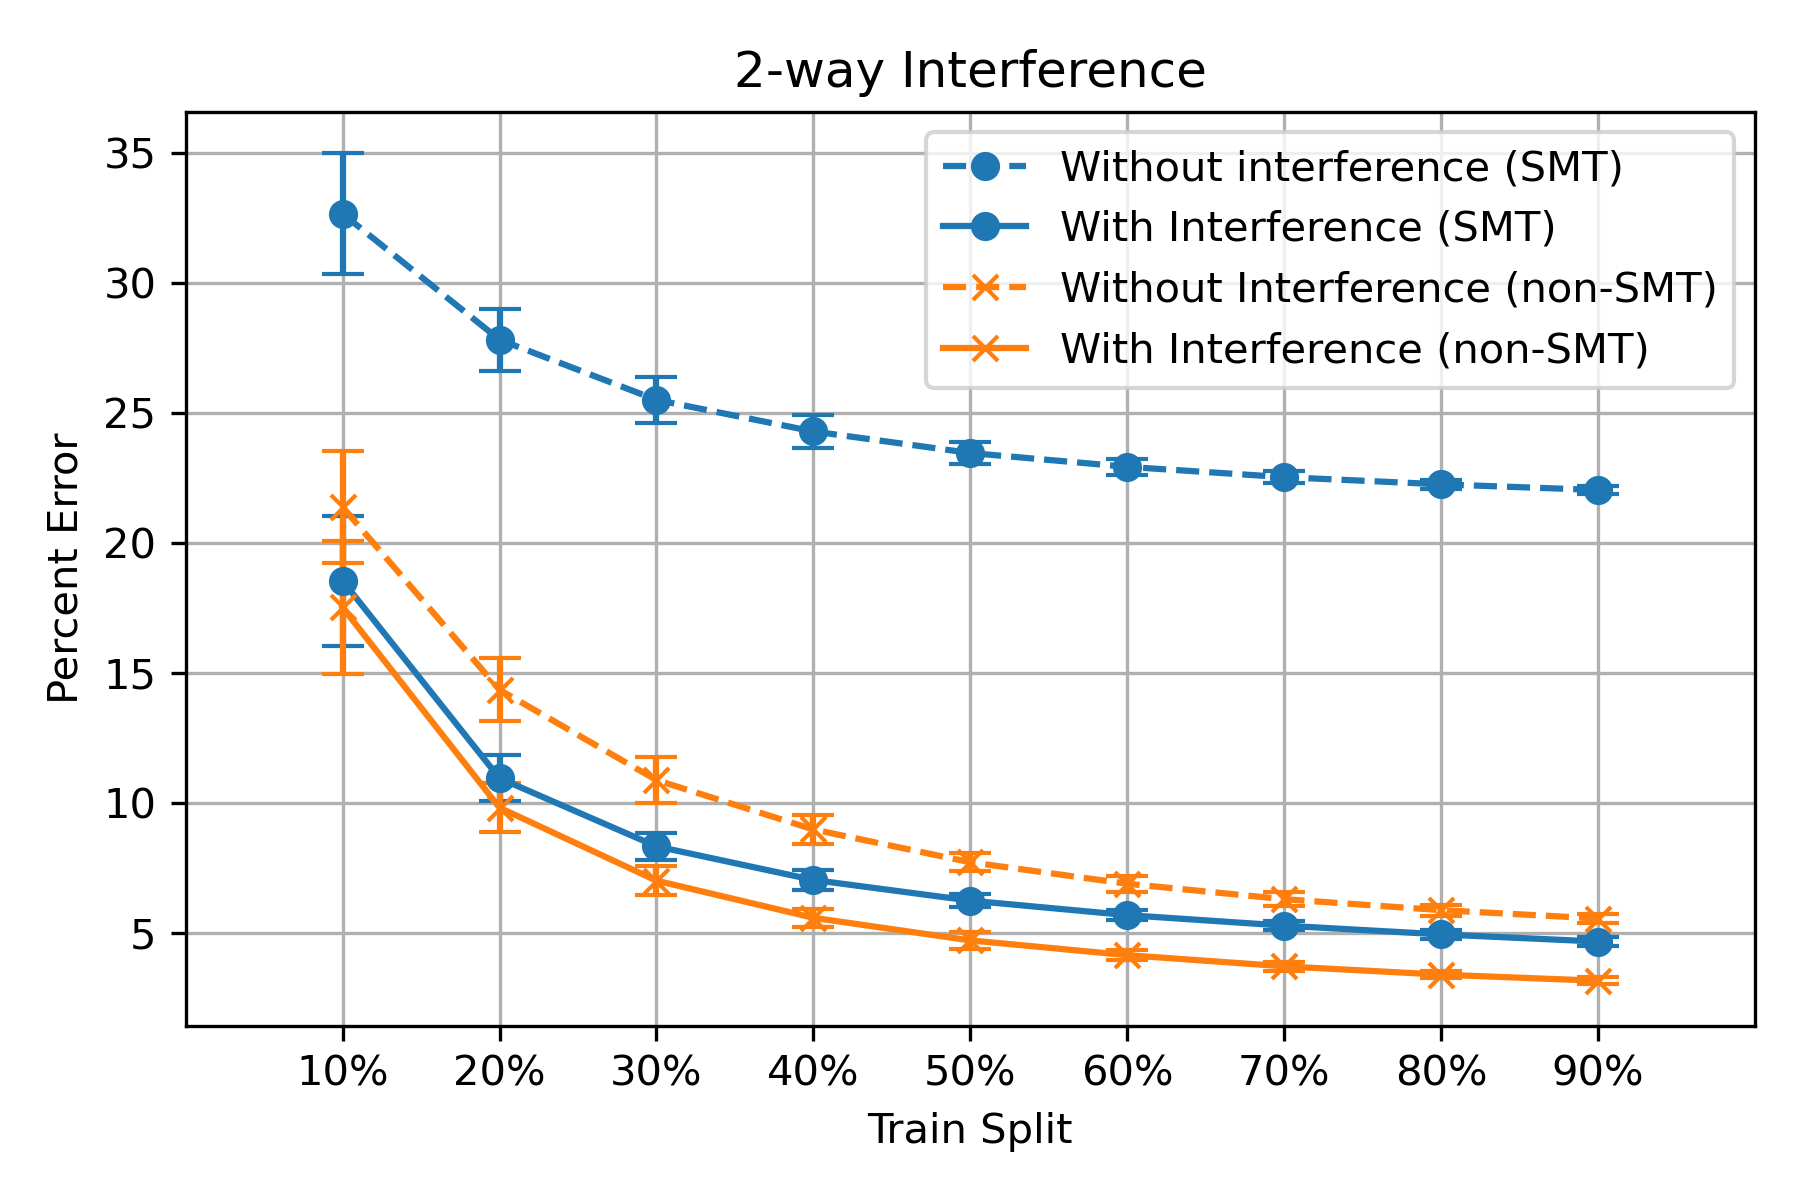 2-way Interference
Without interference (SMT)
With Interference (SMT)
Without Interference (non-SMT)
With Interference (non-SMT)
Percent Error
35
30
25
20
15
10
5
10% 20% 30% 40% 50% 60% 70% 80% 90%
Train Split